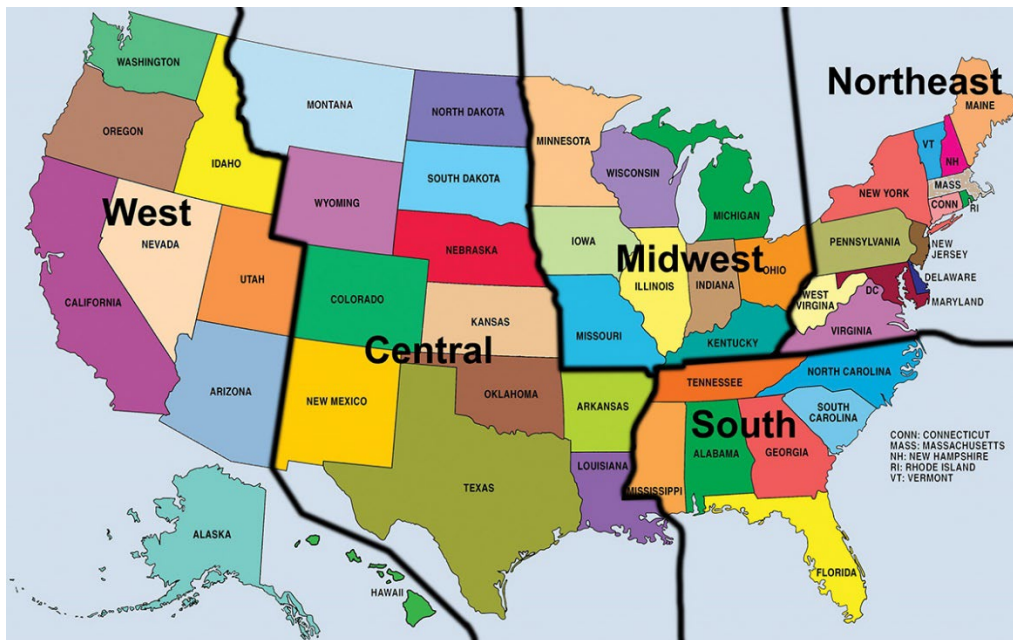 Northeast
WASHINGTON
MAINE
MONTANA
NORTH DAKOTA
OREGON
MINNESOTA
VT
NH
IDAHO
WISCONSIN
SOUTH DAKOTA
MASS
NEW YORK
CONN
RI
WYOMING
MICHIGAN
West
NEVADA
IOWA
PENNSYLVANIA
NEW
JERSEY
NEBRASKA
Midwest
OHIO
UTAH
ILLINOIS
INDIANA
DELAWARE
CALIFORNIA
COLORADO
WEST
VIRGINA
DC
MARYLAND
KANSAS
MISSOURI
KENTUCKY
VIRGINIA
Central
NORTH CAROLINA
TENNESSEE
ARIZONA
NEW MEXICO
OKLAHOMA
ARKANSAS
SOUTH
CAROLINA
South
ALABAMA
GEORGIA
CONN: CONNECTICUT
MASS: MASSACHUSETTS
NH: NEW HAMPSHIRE
RI: RHODE ISLAND
VT: VERMONT
LOUISIANA
TEXAS
MISSISSIPPI
ALASKA
FLORIDA
HAWAII